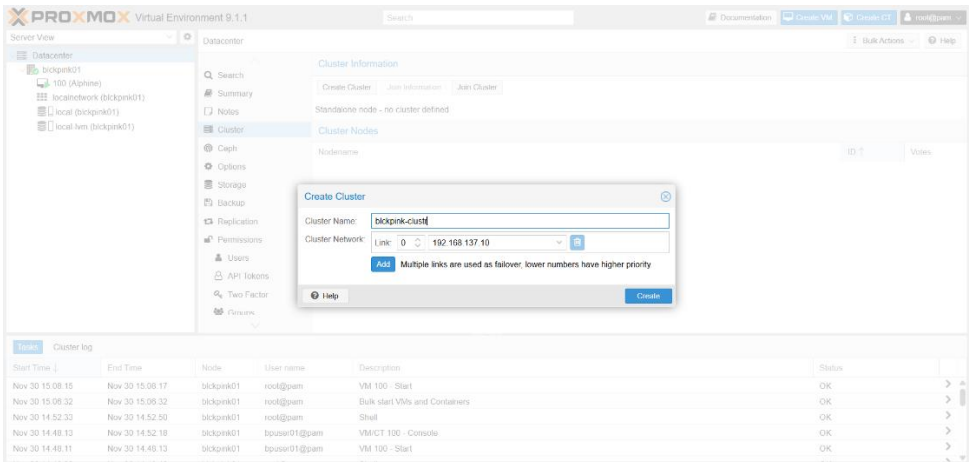 PROXMOX Virtual Environment 9.1.1
Search
Documentation
Create VM
Create CT
root@pam
Server View
Datacenter
Bulk Actions
Help
Datacenter
blckpink01
100 (Alphine)
localnetwork (blckpink01)
local (blckpink01)
local-lvm (blckpink01)
Search
Summary
Notes
Cluster
Ceph
Options
Storage
Backup
Replication
Permissions
Users
API Tokens
Two Factor
Groups
Cluster Information
Create Cluster Join Information Join Cluster
Standalone node - no cluster defined
Cluster Nodes
Nodename ID Votes
Create Cluster
Cluster Name: blckpink-clustr
Cluster Network: Link: 0 192.168.137.10
Add Multiple links are used as failover, lower numbers have higher priority
Help Create
Tasks Cluster log
Start Time End Time Node User name Description Status
Nov 30 15:08:15 Nov 30 15:08:17 blckpink01 root@pam VM 100 - Start OK
Nov 30 15:06:32 Nov 30 15:06:32 blckpink01 root@pam Bulk start VMs and Containers OK
Nov 30 14:52:33 Nov 30 14:52:50 blckpink01 root@pam Shell OK
Nov 30 14:48:13 Nov 30 14:52:18 blckpink01 bpuser01@pam VM/CT 100 - Console OK
Nov 30 14:48:11 Nov 30 14:48:13 blckpink01 bpuser01@pam VM 100 - Start OK